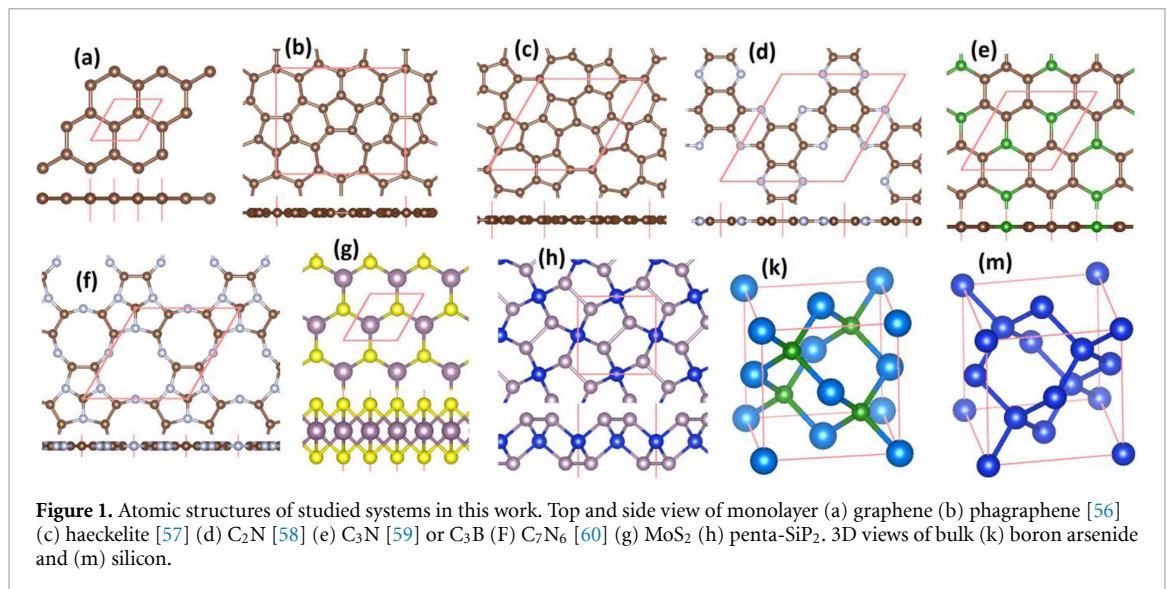 (a)
(b)
(c)
(d)
(e)
(f)
(g)
(h)
(k)
(m)
Figure 1. Atomic structures of studied systems in this work. Top and side view of monolayer (a) graphene (b) phagraphene [56]
(c) haeckelite [57] (d) C₂N [58] (e) C₃N [59] or C₃B (F) C₇N₆ [60] (g) MoS₂ (h) penta-SiP₂. 3D views of bulk (k) boron arsenide
and (m) silicon.